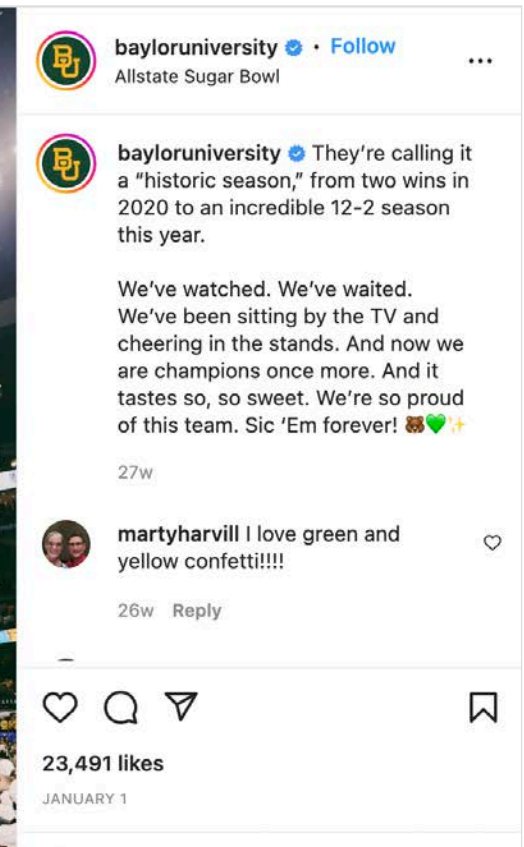 bayloruniversity • Follow
Allstate Sugar Bowl
bayloruniversity They’re calling it
a “historic season,” from two wins in
2020 to an incredible 12-2 season
this year.
We’ve watched. We’ve waited.
We’ve been sitting by the TV and
cheering in the stands. And now we
are champions once more. And it
tastes so, so sweet. We’re so proud
of this team. Sic ‘Em forever! 🐻💚✨
27w
martyharvill I love green and
yellow confetti!!!!
26w Reply
23,491 likes
JANUARY 1